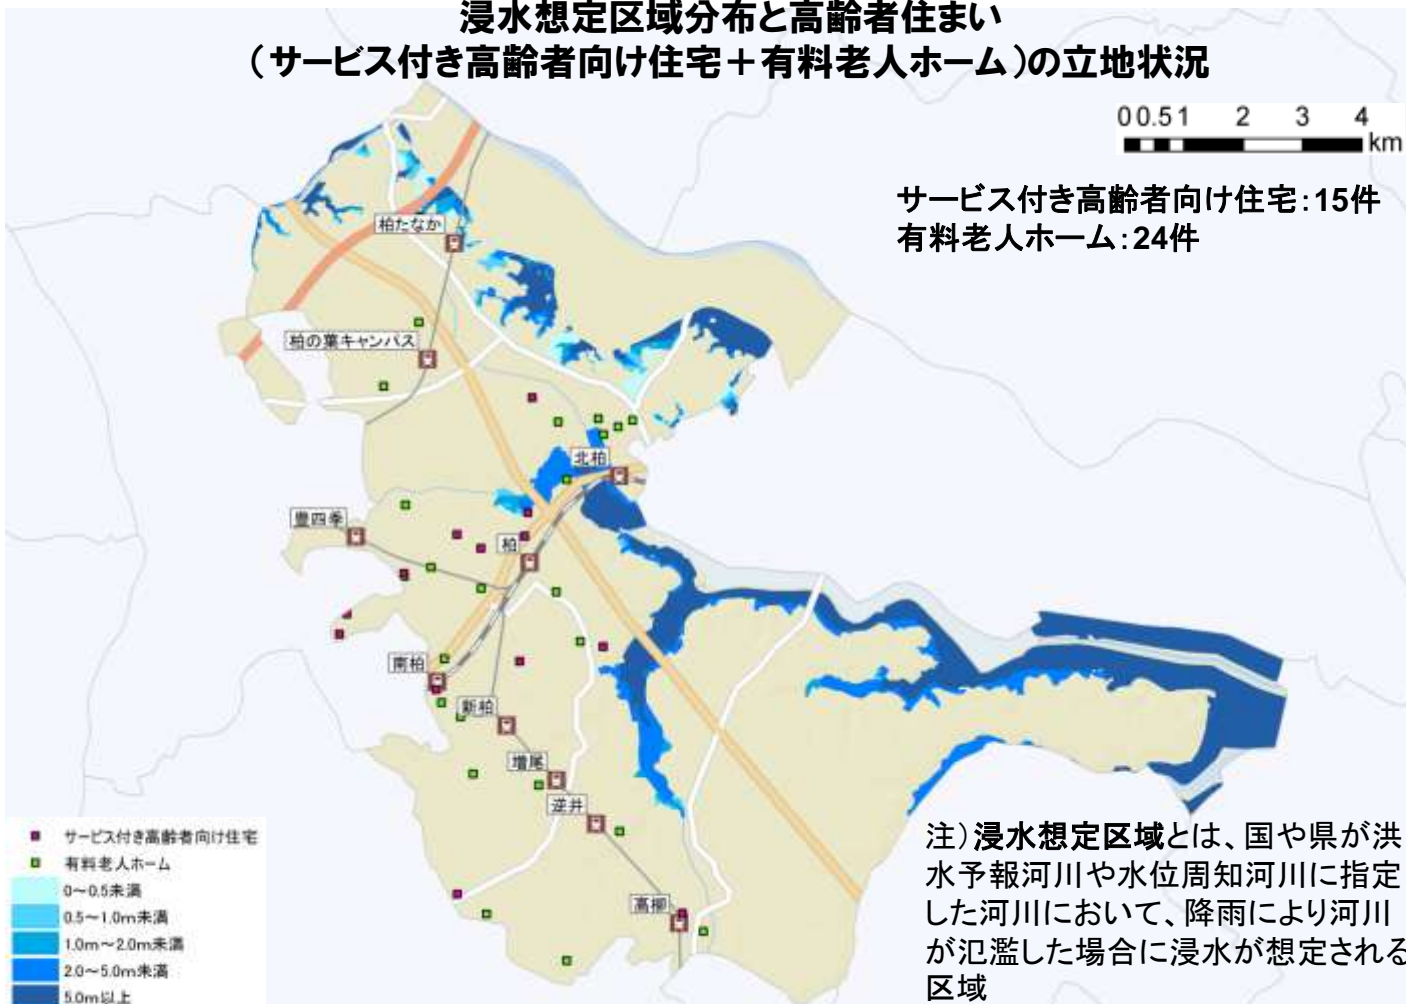 浸水想定区域分布と高齢者住まい
（サービス付き高齢者向け住宅＋有料老人ホーム）の立地状況
0 0.5 1 2 3 4
km
サービス付き高齢者向け住宅：15件
有料老人ホーム：24件
柏たなか
柏の葉キャンパス
北柏
豊四季
柏
南柏
新柏
増尾
逆井
高柳
サービス付き高齢者向け住宅
有料老人ホーム
0～0.5未満
0.5～1.0m未満
1.0m～2.0m未満
2.0～5.0m未満
5.0m以上
注）浸水想定区域とは、国や県が洪
水予報河川や水位周知河川に指定
した河川において、降雨により河川
が氾濫した場合に浸水が想定される
区域